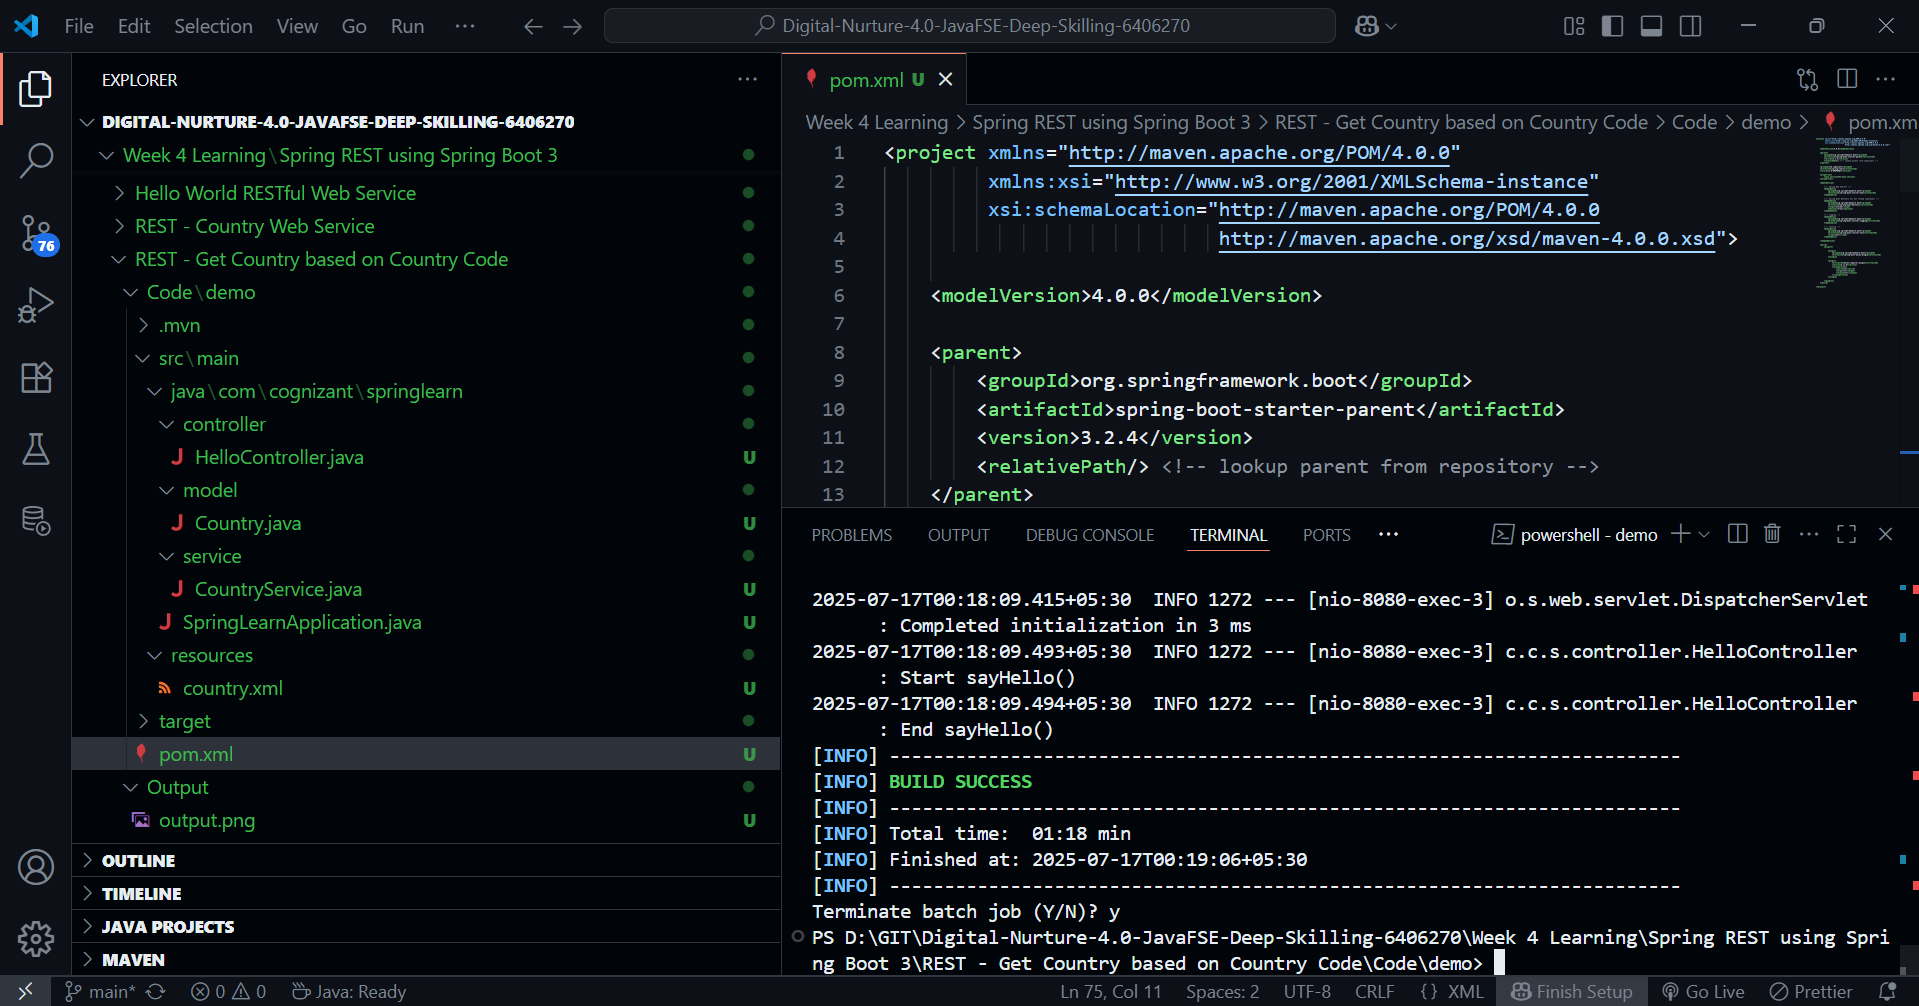 File Edit Selection View Go Run ··· Digital-Nurture-4.0-JavaFSE-Deep-Skilling-6406270
EXPLORER ···
DIGITAL-NURTURE-4.0-JAVAFSE-DEEP-SKILLING-6406270
Week 4 Learning\Spring REST using Spring Boot 3
Hello World RESTful Web Service
REST - Country Web Service
REST - Get Country based on Country Code
Code\demo
.mvn
src\main
java\com\cognizant\springlearn
controller
J HelloController.java U
model
J Country.java U
service
J CountryService.java U
J SpringLearnApplication.java U
resources
country.xml U
target
pom.xml U
Output
output.png U
OUTLINE
TIMELINE
JAVA PROJECTS
MAVEN
76
pom.xml U
Week 4 Learning > Spring REST using Spring Boot 3 > REST - Get Country based on Country Code > Code > demo > pom.xm
1 <project xmlns="http://maven.apache.org/POM/4.0.0"
2 xmlns:xsi="http://www.w3.org/2001/XMLSchema-instance"
3 xsi:schemaLocation="http://maven.apache.org/POM/4.0.0
4 http://maven.apache.org/xsd/maven-4.0.0.xsd">
5
6 <modelVersion>4.0.0</modelVersion>
7
8 <parent>
9 <groupId>org.springframework.boot</groupId>
10 <artifactId>spring-boot-starter-parent</artifactId>
11 <version>3.2.4</version>
12 <relativePath/> <!-- lookup parent from repository -->
13 </parent>
PROBLEMS OUTPUT DEBUG CONSOLE TERMINAL PORTS ··· powershell - demo
2025-07-17T00:18:09.415+05:30 INFO 1272 --- [nio-8080-exec-3] o.s.web.servlet.DispatcherServlet
: Completed initialization in 3 ms
2025-07-17T00:18:09.493+05:30 INFO 1272 --- [nio-8080-exec-3] c.c.s.controller.HelloController
: Start sayHello()
2025-07-17T00:18:09.494+05:30 INFO 1272 --- [nio-8080-exec-3] c.c.s.controller.HelloController
: End sayHello()
[INFO] ------------------------------------------------------------------------
[INFO] BUILD SUCCESS
[INFO] ------------------------------------------------------------------------
[INFO] Total time:  01:18 min
[INFO] Finished at: 2025-07-17T00:19:06+05:30
[INFO] ------------------------------------------------------------------------
Terminate batch job (Y/N)? y
PS D:\GIT\Digital-Nurture-4.0-JavaFSE-Deep-Skilling-6406270\Week 4 Learning\Spring REST using Spri
ng Boot 3\REST - Get Country based on Country Code\Code\demo>
main* 0 0 Java: Ready Ln 75, Col 11 Spaces: 2 UTF-8 CRLF {} XML Finish Setup Go Live Prettier